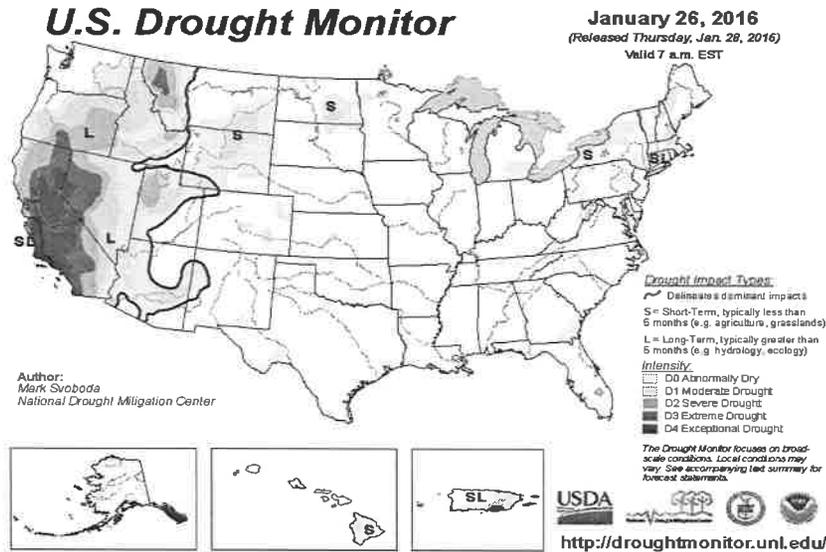 U.S. Drought Monitor
January 26, 2016
(Released Thursday, Jan. 28, 2016)
Valid 7 a.m. EST
S
L
S
S
SL
L
Drought Impact Types:
Delineates dominant impacts
S = Short-Term, typically less than
6 months (e.g. agriculture, grasslands)
L = Long-Term, typically greater than
6 months (e.g. hydrology, ecology)
Intensity:
D0 Abnormally Dry
D1 Moderate Drought
D2 Severe Drought
D3 Extreme Drought
D4 Exceptional Drought
Author:
Mark Svoboda
National Drought Mitigation Center
The Drought Monitor focuses on broad-
scale conditions. Local conditions may
vary. See accompanying text summary for
forecast statements.
S
SL
USDA
http://droughtmonitor.unl.edu/